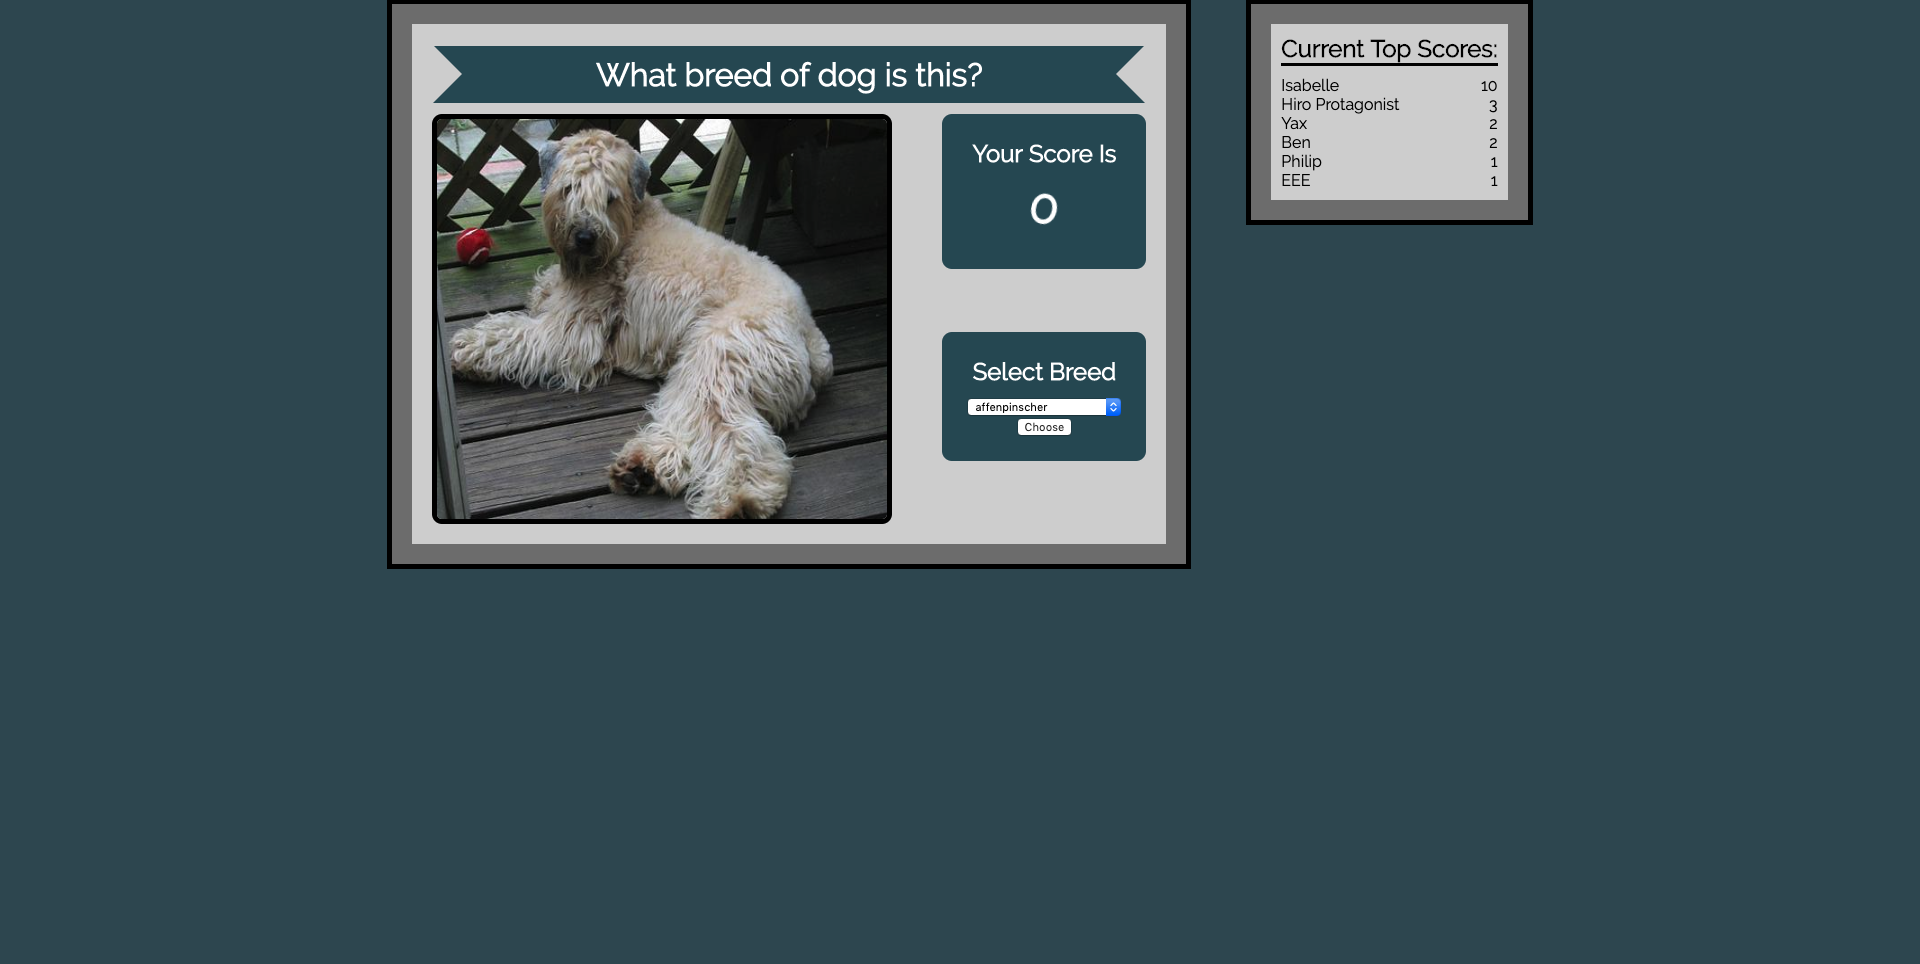 What breed of dog is this?
Your Score Is
0
Select Breed
affenpinscher
Choose
Current Top Scores:
Isabelle 10
Hiro Protagonist 3
Yax 2
Ben 2
Philip 1
EEE 1